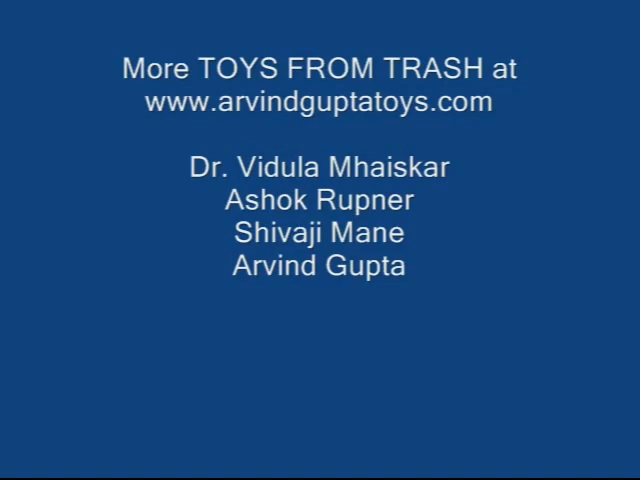 More TOYS FROM TRASH at
www.arvindguptatoys.com
Dr. Vidula Mhaiskar
Ashok Rupner
Shivaji Mane
Arvind Gupta